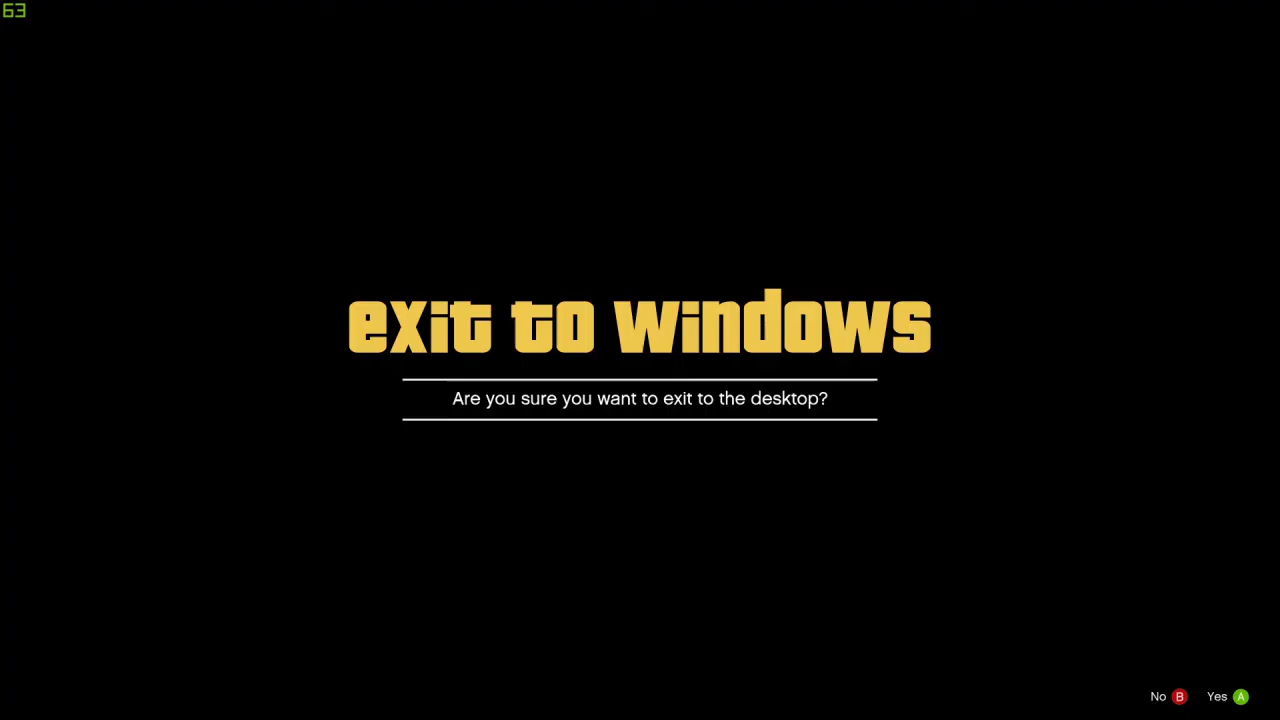 63
exit to windows
Are you sure you want to exit to the desktop?
No B Yes A